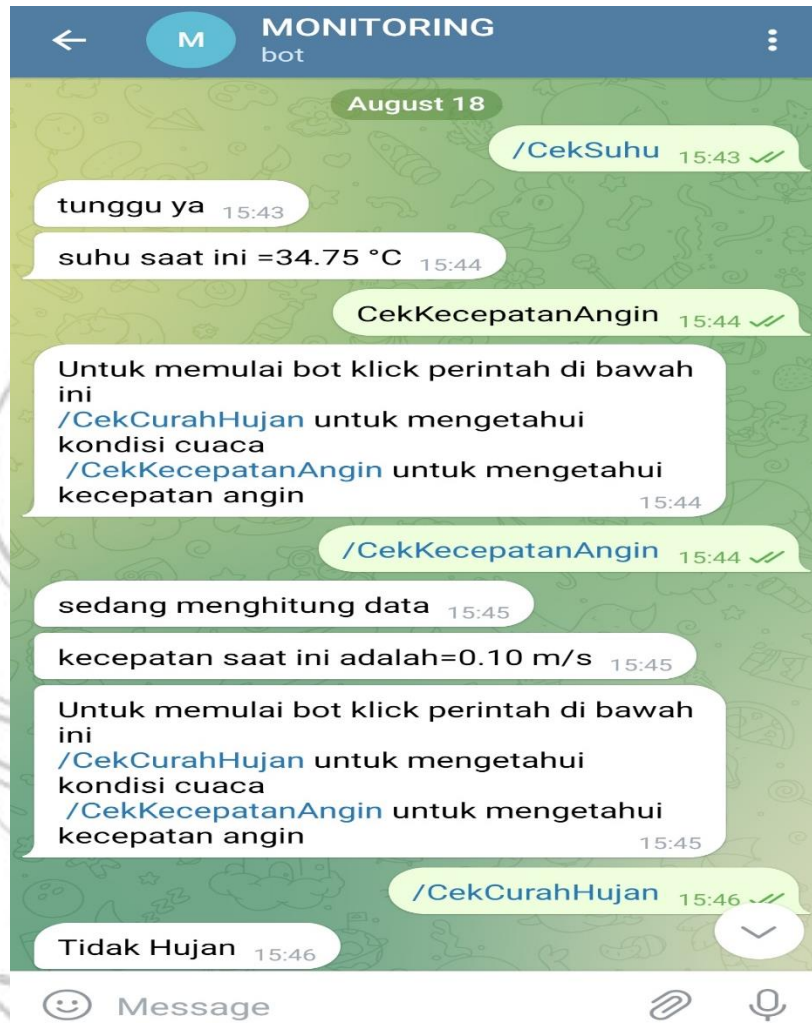 M
MONITORING
bot
August 18
/CekSuhu 15:43
tunggu ya 15:43
suhu saat ini =34.75 °C 15:44
CekKecepatanAngin 15:44
Untuk memulai bot klick perintah di bawah
ini
/CekCurahHujan untuk mengetahui
kondisi cuaca
/CekKecepatanAngin untuk mengetahui
kecepatan angin 15:44
/CekKecepatanAngin 15:44
sedang menghitung data 15:45
kecepatan saat ini adalah=0.10 m/s 15:45
Untuk memulai bot klick perintah di bawah
ini
/CekCurahHujan untuk mengetahui
kondisi cuaca
/CekKecepatanAngin untuk mengetahui
kecepatan angin 15:45
/CekCurahHujan 15:46
Tidak Hujan 15:46
Message